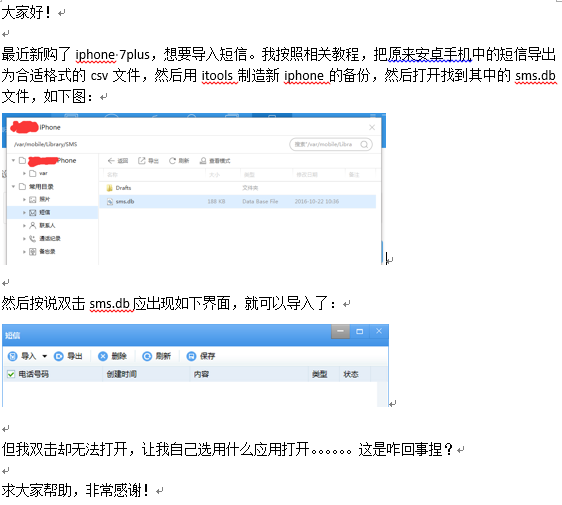 大家好！
最近新购了 iphone 7plus，想要导入短信。我按照相关教程，把原来安卓手机中的短信导出
为合适格式的 csv 文件，然后用 itools 制造新 iphone 的备份，然后打开找到其中的 sms.db
文件，如下图：
iPhone
/var/mobile/Library/SMS
搜索"/var/mobile/Libra
iPhone
返回 导出 刷新 查看模式
var
名称 大小 类型 修改日期 备注
常用目录
Drafts 文件夹
照片
短信
sms.db 188 KB Data Base File 2016-10-22 10:36
联系人
通话记录
备忘录
然后按说双击 sms.db 应出现如下界面，就可以导入了：
短信
导入 导出 删除 刷新 保存
电话号码 创建时间 内容 类型 状态
但我双击却无法打开，让我自己选用什么应用打开。。。。。。这是咋回事捏？
求大家帮助，非常感谢！